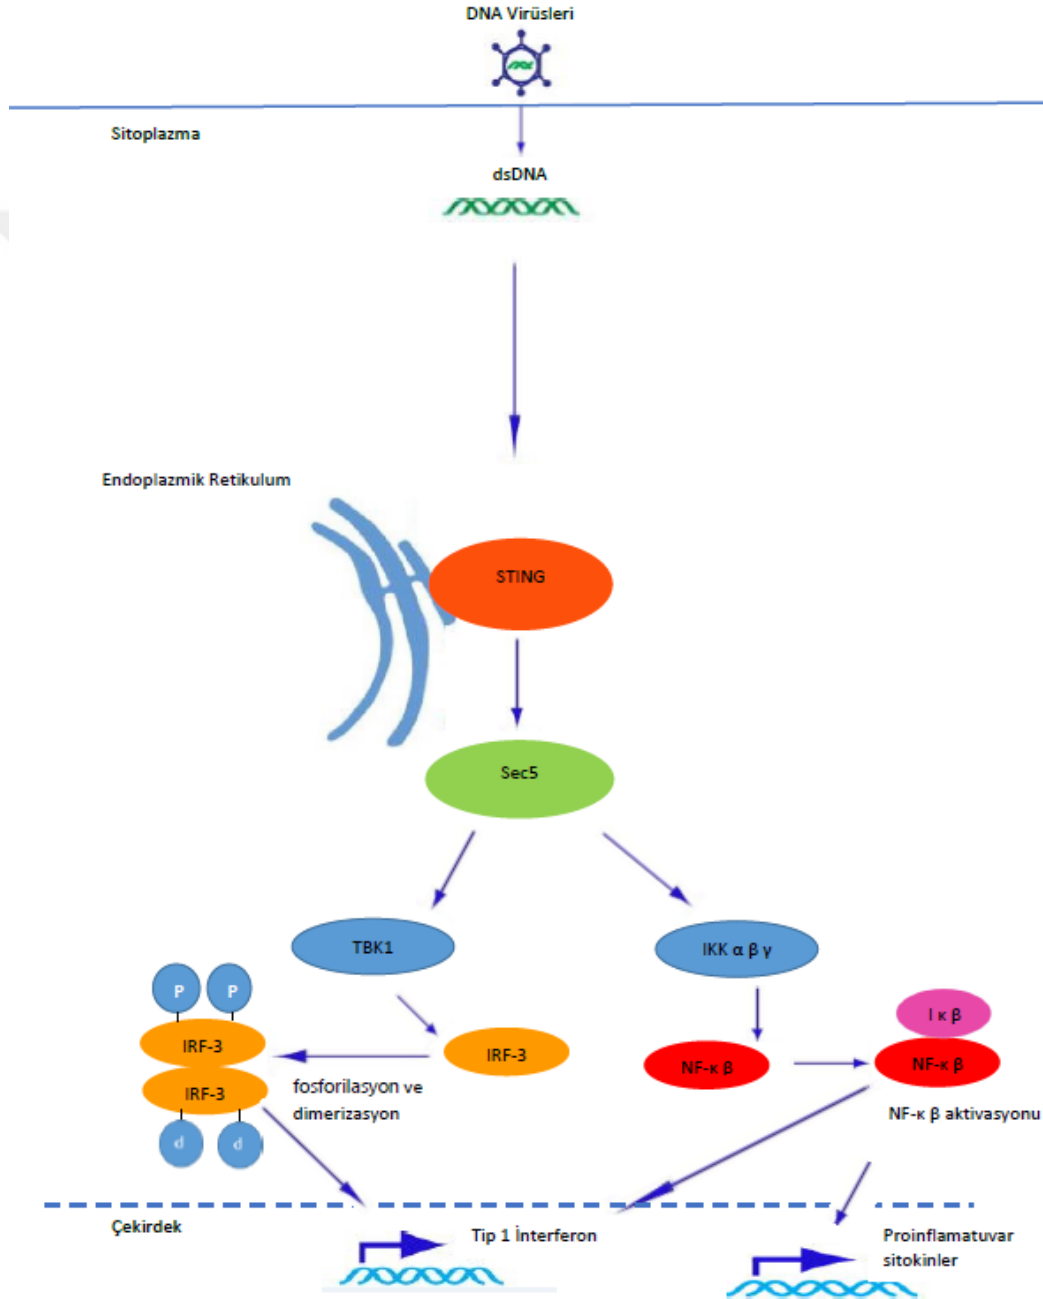 DNA Virüsleri
Sitoplazma
dsDNA
Endoplazmik Retikulum
STING
Sec5
TBK1
IKK α β γ
P P
I κ β
IRF-3
IRF-3
NF-κ β
NF-κ β
IRF-3
fosforilasyon ve
dimerizasyon
NF-κ β aktivasyonu
d d
Çekirdek
Tip 1 İnterferon
Proinflamatuvar
sitokinler